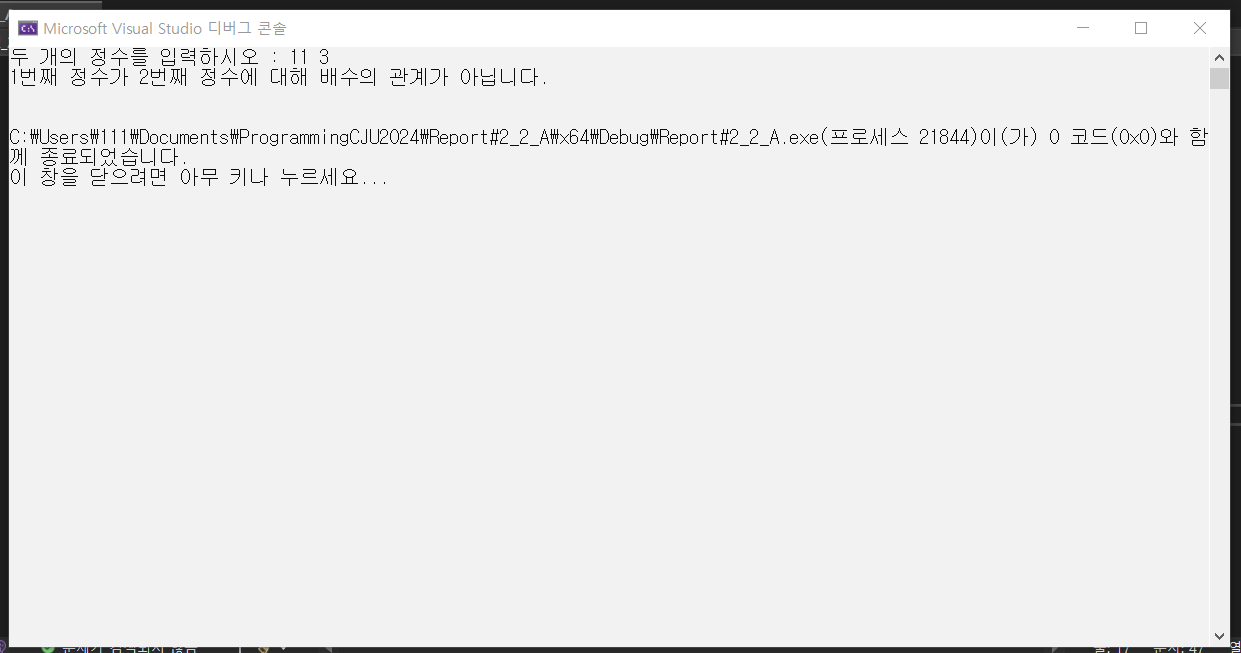 Microsoft Visual Studio 디버그 콘솔
두 개의 정수를 입력하시오 : 11 3
1번째 정수가 2번째 정수에 대해 배수의 관계가 아닙니다.
C:\Users\111\Documents\ProgrammingCJU2024\Report#2_2_A\x64\Debug\Report#2_2_A.exe(프로세스 21844)이(가) 0 코드(0x0)와 함
께 종료되었습니다.
이 창을 닫으려면 아무 키나 누르세요...